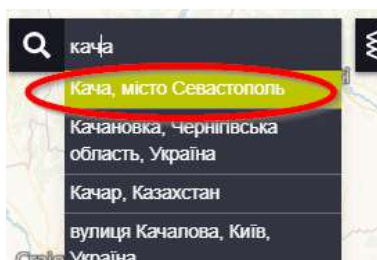 кача
Кача, місто Севастополь
Качановка, Чернігівська
область, Україна
Качар, Казахстан
вулиця Качалова, Київ,
Україна